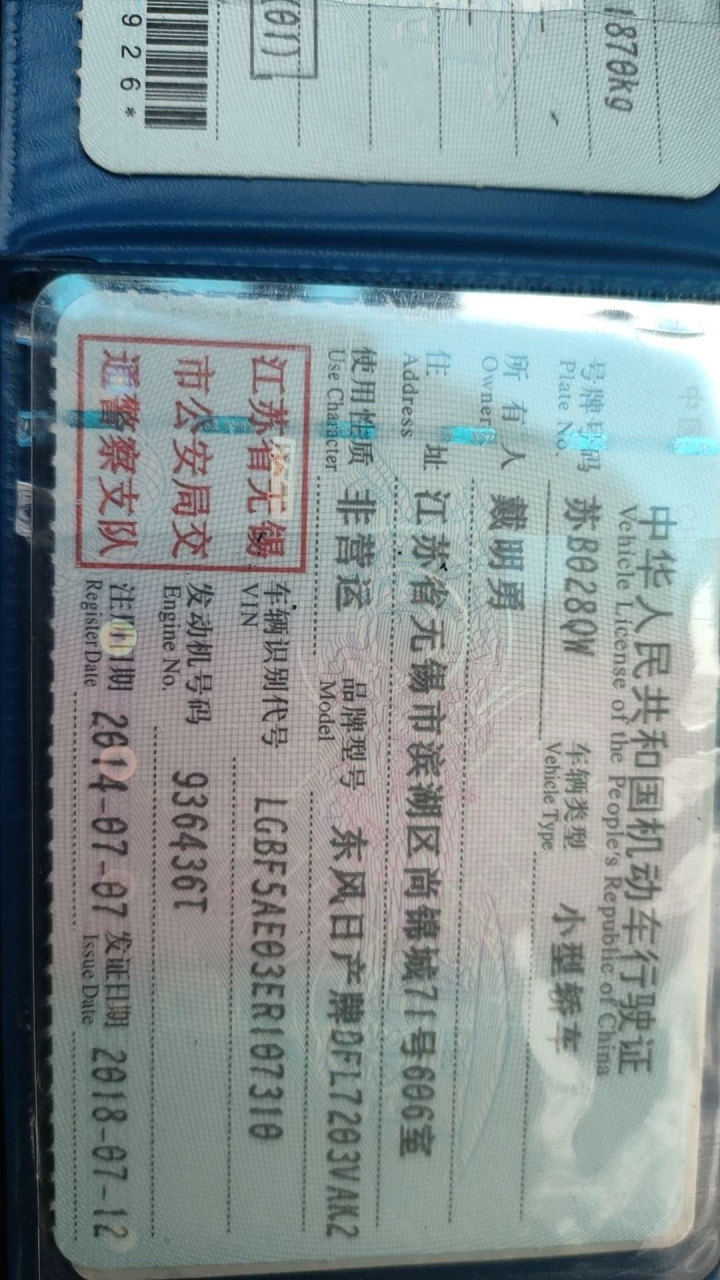 1870kg
(01)
926*
中华人民共和国机动车行驶证
Vehicle License of the People's Republic of China
号牌号码 苏B028QW 车辆类型 小型轿车
Plate No. Vehicle Type
所有人 戴明勇
Owner
住址 江苏省无锡市滨湖区尚锦城71号606室
Address
使用性质 非营运 品牌型号 东风日产牌DFL7203VAK2
Use Character Model
江苏省无锡
市公安局交
通警察支队
车辆识别代号 LGBF5AE03ER107310
VIN
发动机号码 936436T
Engine No.
注册日期 2014-07-07 发证日期 2018-07-12
Register Date Issue Date